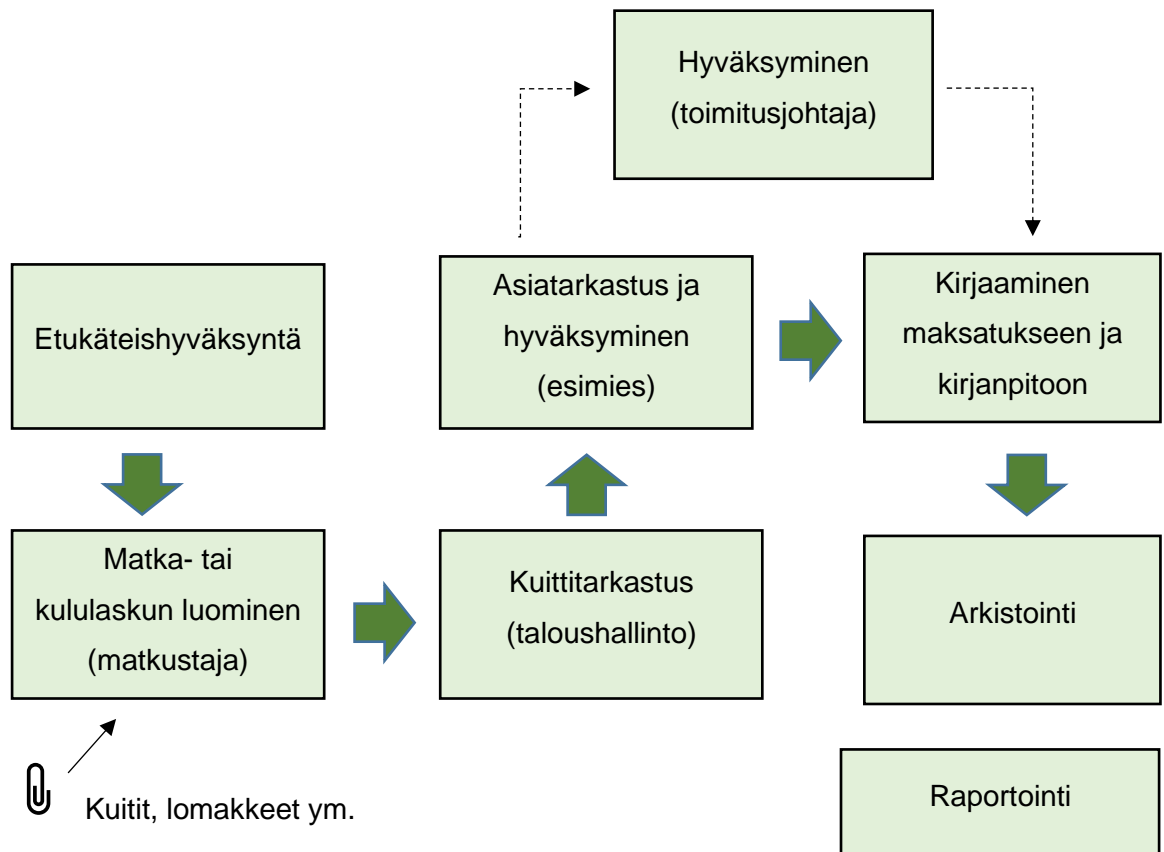 Hyväksyminen
(toimitusjohtaja)
Etukäteishyväksyntä
Asiatarkastus ja
hyväksyminen
(esimies)
Kirjaaminen
maksatukseen ja
kirjanpitoon
Matka- tai
kululaskun luominen
(matkustaja)
Kuittitarkastus
(taloushallinto)
Arkistointi
Kuitit, lomakkeet ym.
Raportointi